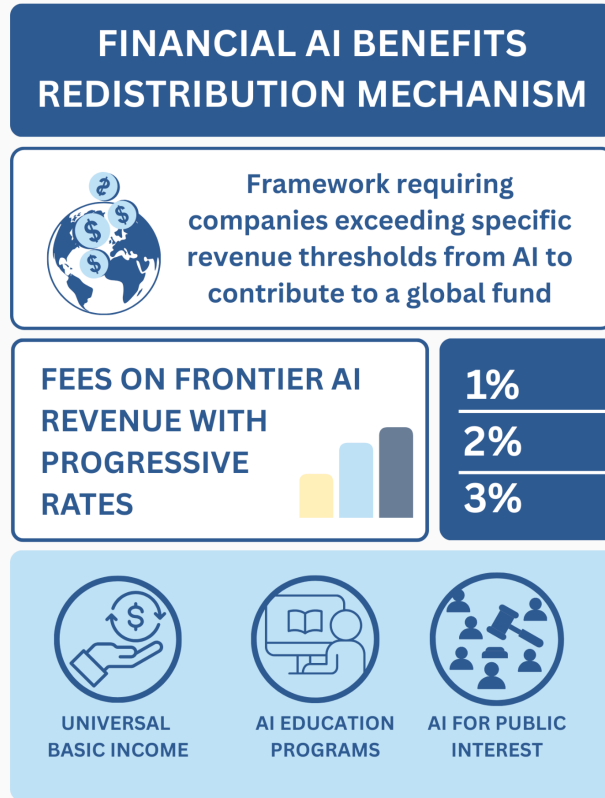 FINANCIAL AI BENEFITS
REDISTRIBUTION MECHANISM
$
$
$
$
Framework requiring
companies exceeding specific
revenue thresholds from AI to
contribute to a global fund
FEES ON FRONTIER AI
REVENUE WITH
PROGRESSIVE
RATES
1%
2%
3%
$
UNIVERSAL
BASIC INCOME
AI EDUCATION
PROGRAMS
AI FOR PUBLIC
INTEREST